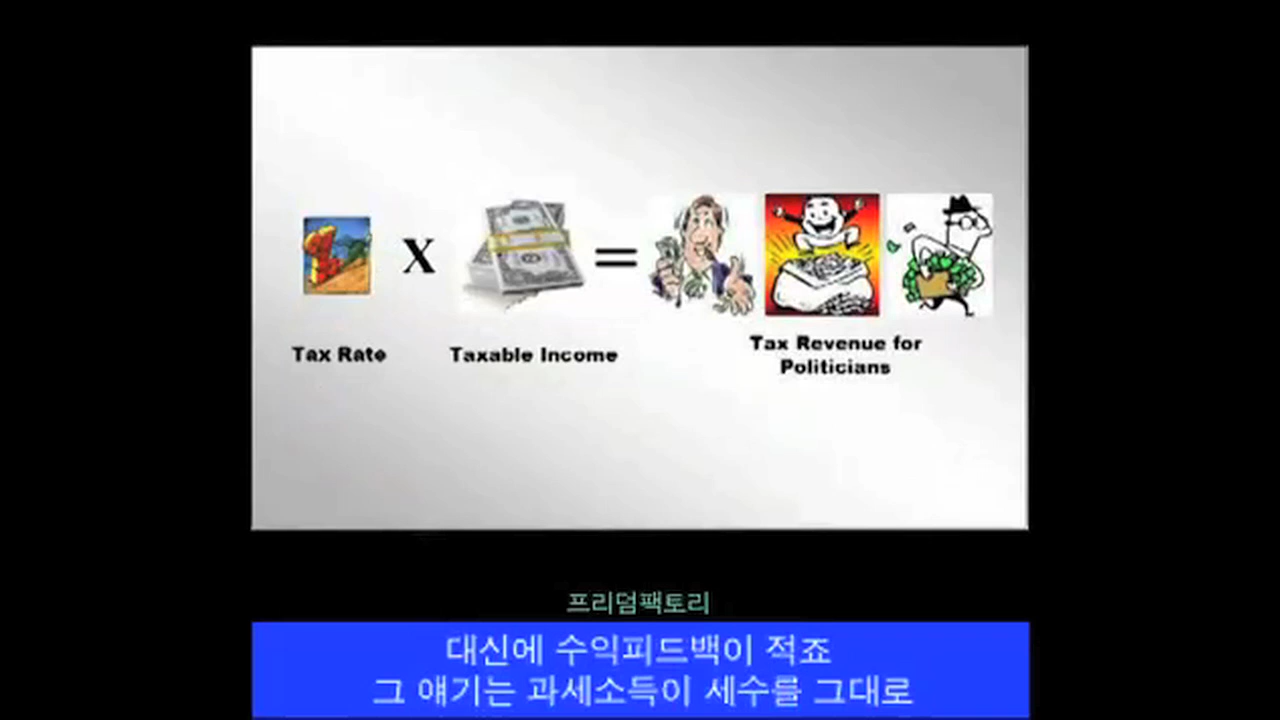 X
=
Tax Rate
Taxable Income
Tax Revenue for
Politicians
프리덤팩토리
대신에 수익피드백이 적죠
그 얘기는 과세소득이 세수를 그대로